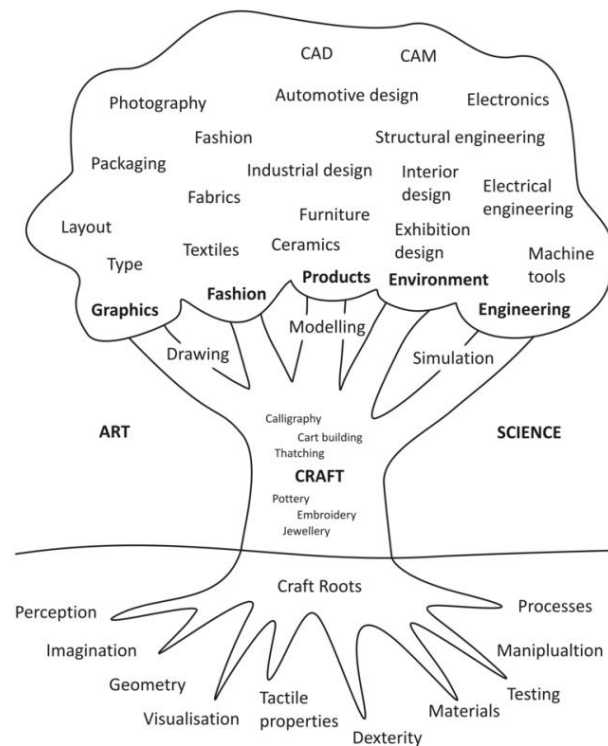 CAD
CAM
Photography
Automotive design
Electronics
Fashion
Structural engineering
Packaging
Industrial design
Interior
design
Electrical
engineering
Fabrics
Furniture
Layout
Exhibition
design
Type
Textiles
Ceramics
Machine
tools
Graphics
Fashion
Products
Environment
Engineering
Drawing
Modelling
Simulation
Calligraphy
Cart building
Thatching
ART
CRAFT
SCIENCE
Pottery
Embroidery
Jewellery
Craft Roots
Perception
Processes
Imagination
Maniplualtion
Geometry
Testing
Visualisation
Tactile
properties
Materials
Dexterity